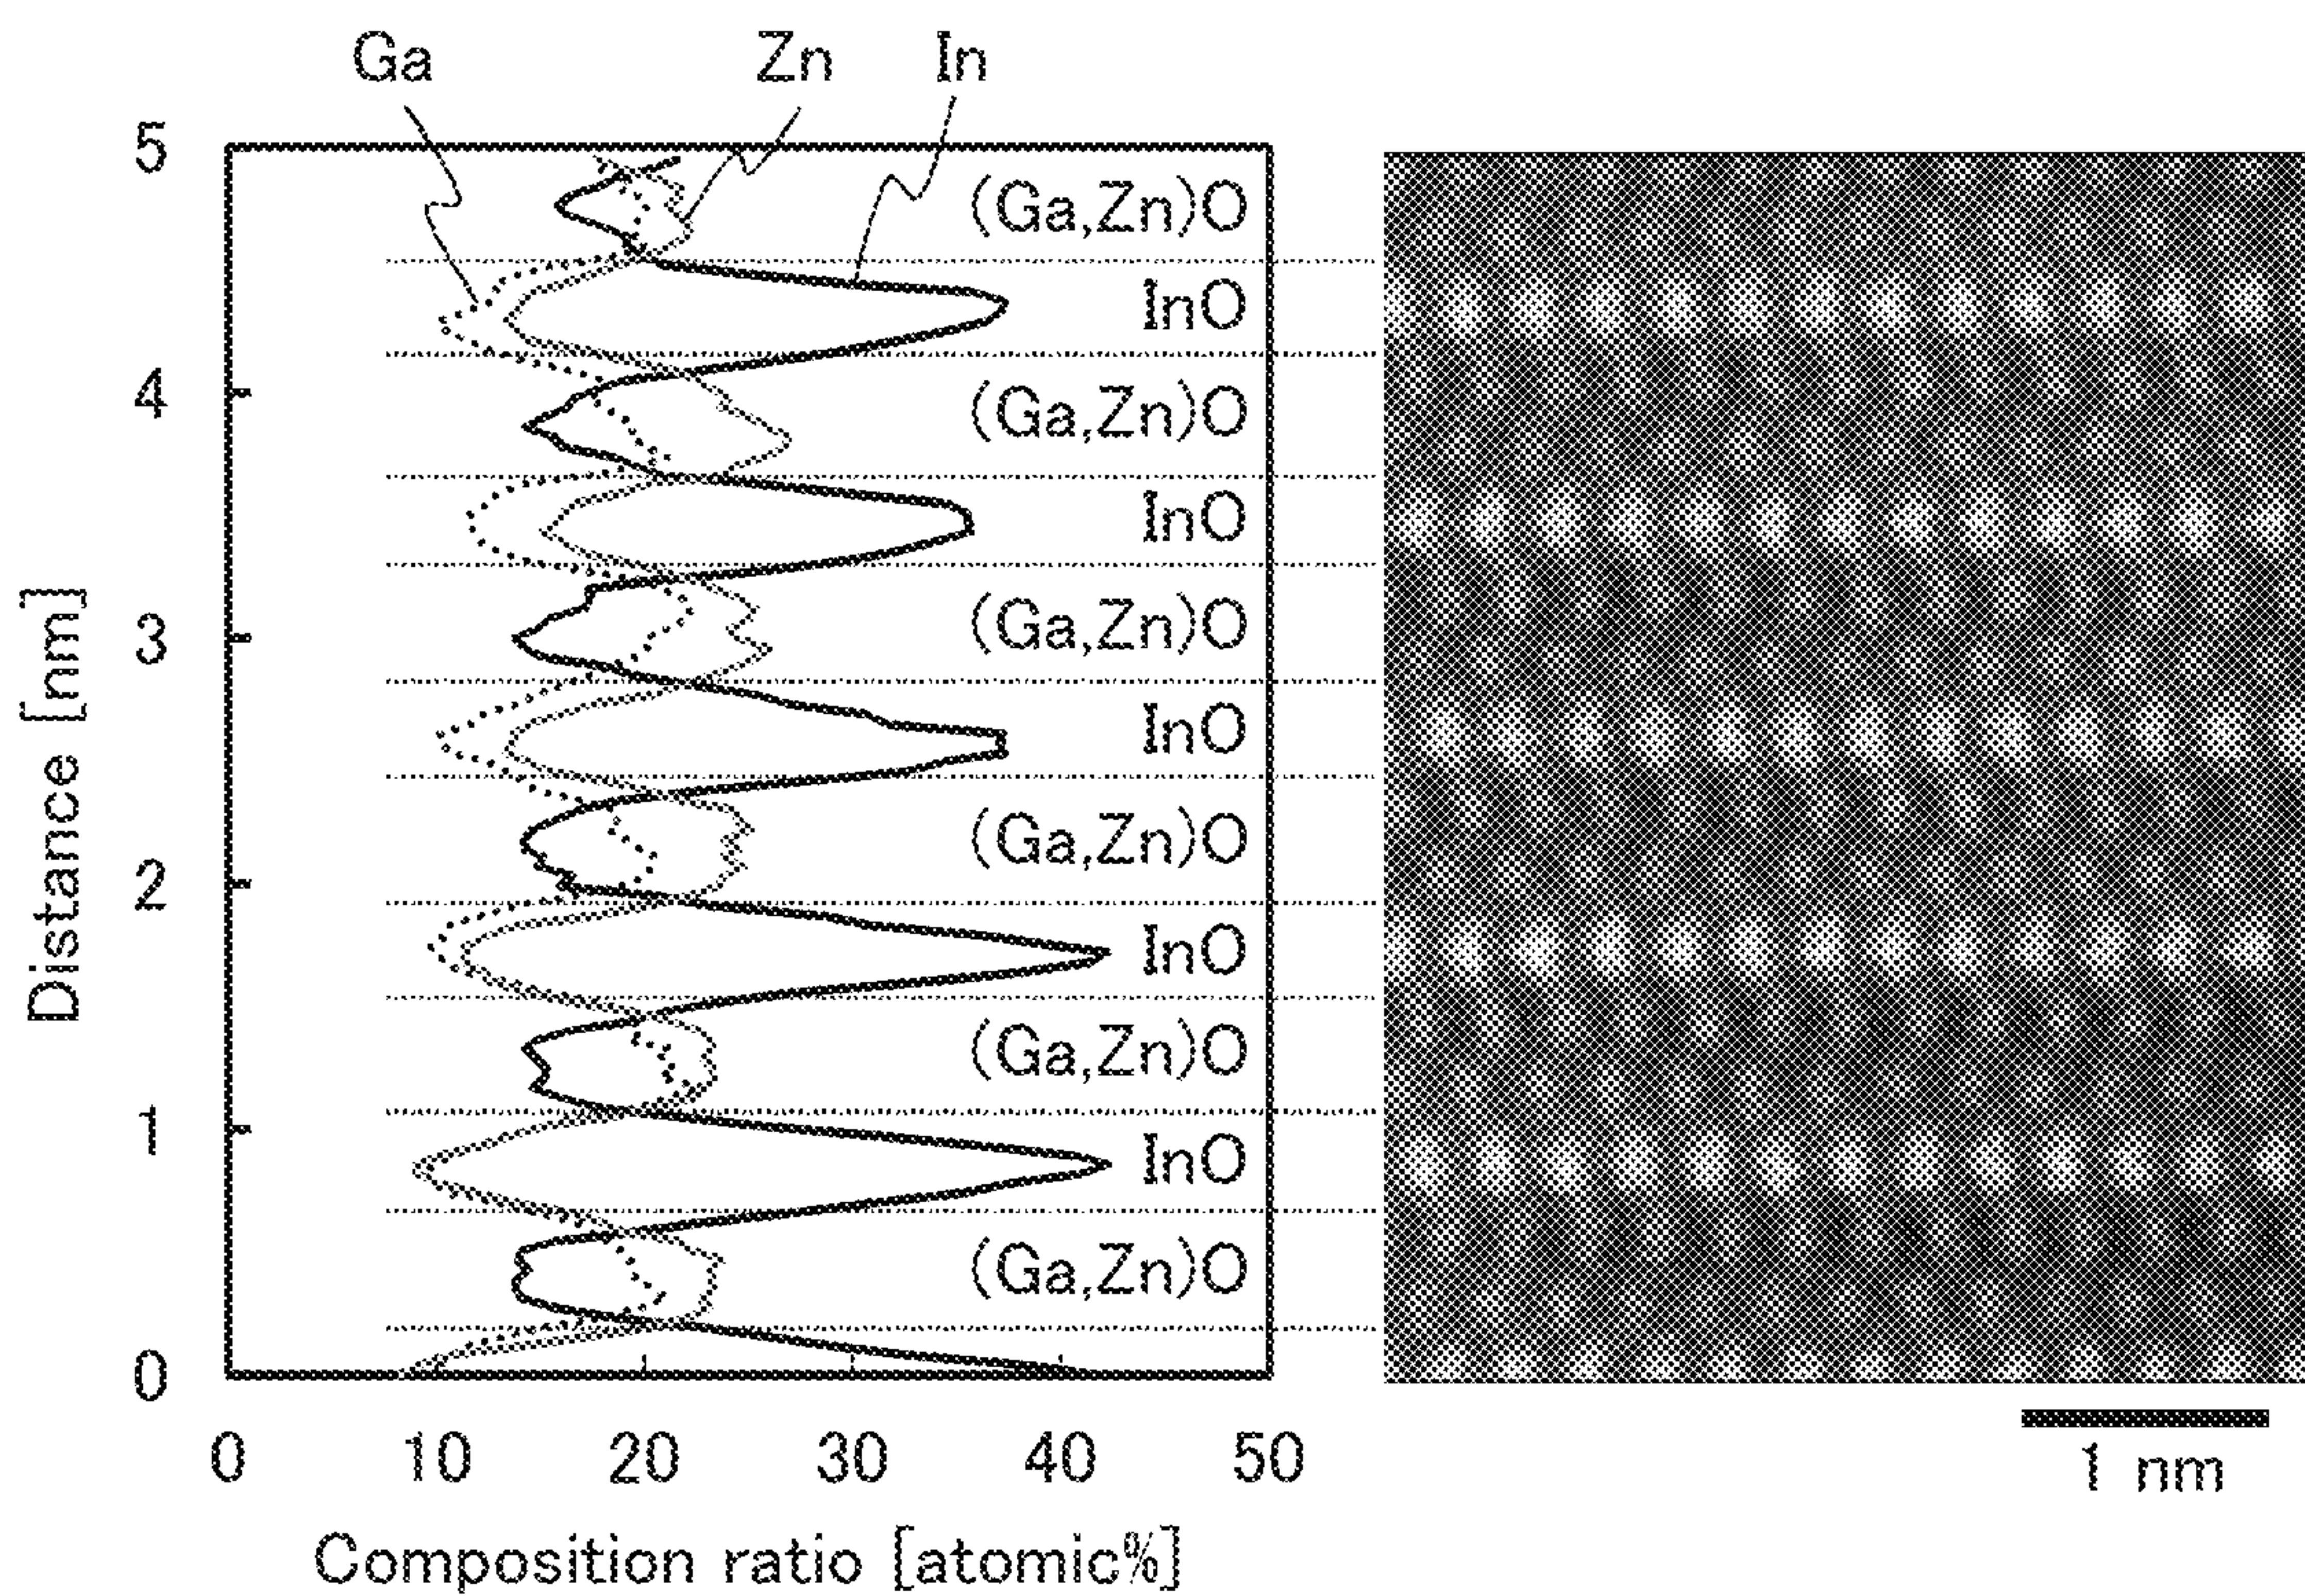 Ga Zn In
5
(Ga,Zn)O
InO
4
(Ga,Zn)O
InO
3
(Ga,Zn)O
InO
2
(Ga,Zn)O
InO
1
(Ga,Zn)O
InO
(Ga,Zn)O
0
Distance [nm]
0 10 20 30 40 50
Composition ratio [atomic%]
1 nm